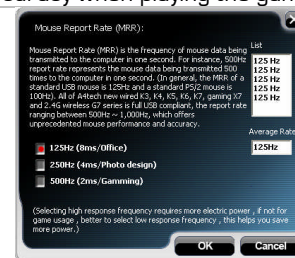 Mouse Report Rate (MRR):
Mouse Report Rate (MRR) is the frequency of mouse data being
transmitted to the computer in one second. For instance, 500Hz
report rate represents the mouse data being transmitted 500
times to the computer in one second. (In general, the MRR of a
standard USB mouse is 125Hz and a standard PS/2 mouse is
100Hz). All of A4tech new wired K3, K4, K5, K6, K7, gaming X7
and 2.4G wireless G7 series is full USB compliant, the report rate
ranging between 500Hz ~ 1,000Hz, which offers
unprecedented mouse performance and accuracy.
List
125 Hz
125 Hz
125 Hz
125 Hz
125 Hz
Average Rate
125Hz
125Hz (8ms/Office)
250Hz (4ms/Photo design)
500Hz (2ms/Gamming)
(Selecting high response frequency requires more electric power , if not for
game usage , better to select low response frequency , this helps you save
more power.)
OK
Cancel